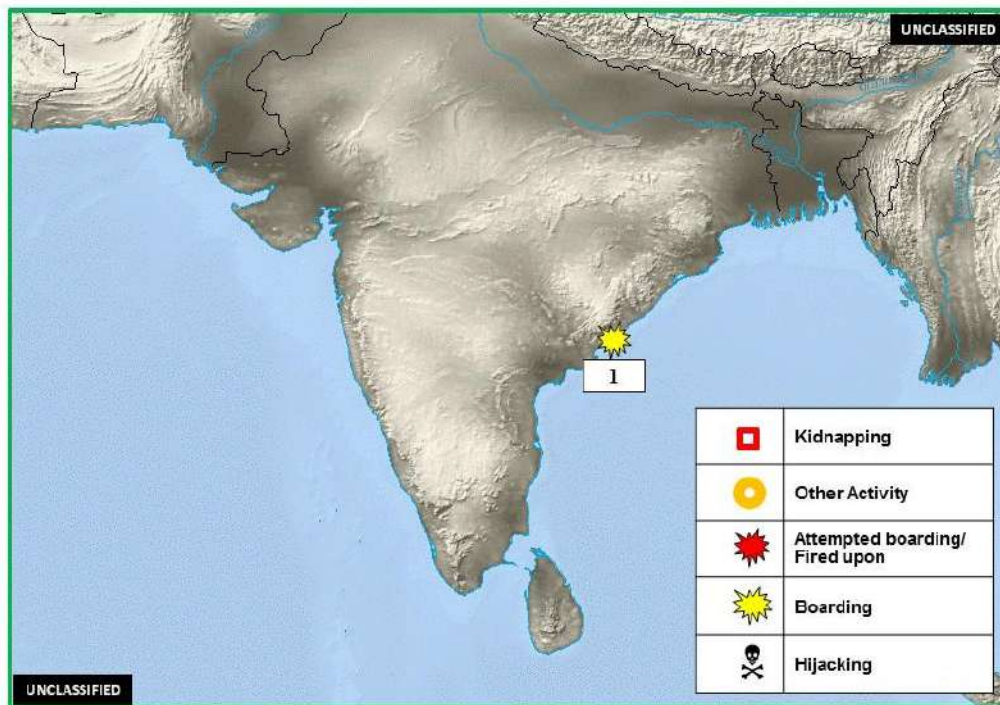 UNCLASSIFIED
1
Kidnapping
Other Activity
Attempted boarding/
Fired upon
Boarding
Hijacking
UNCLASSIFIED